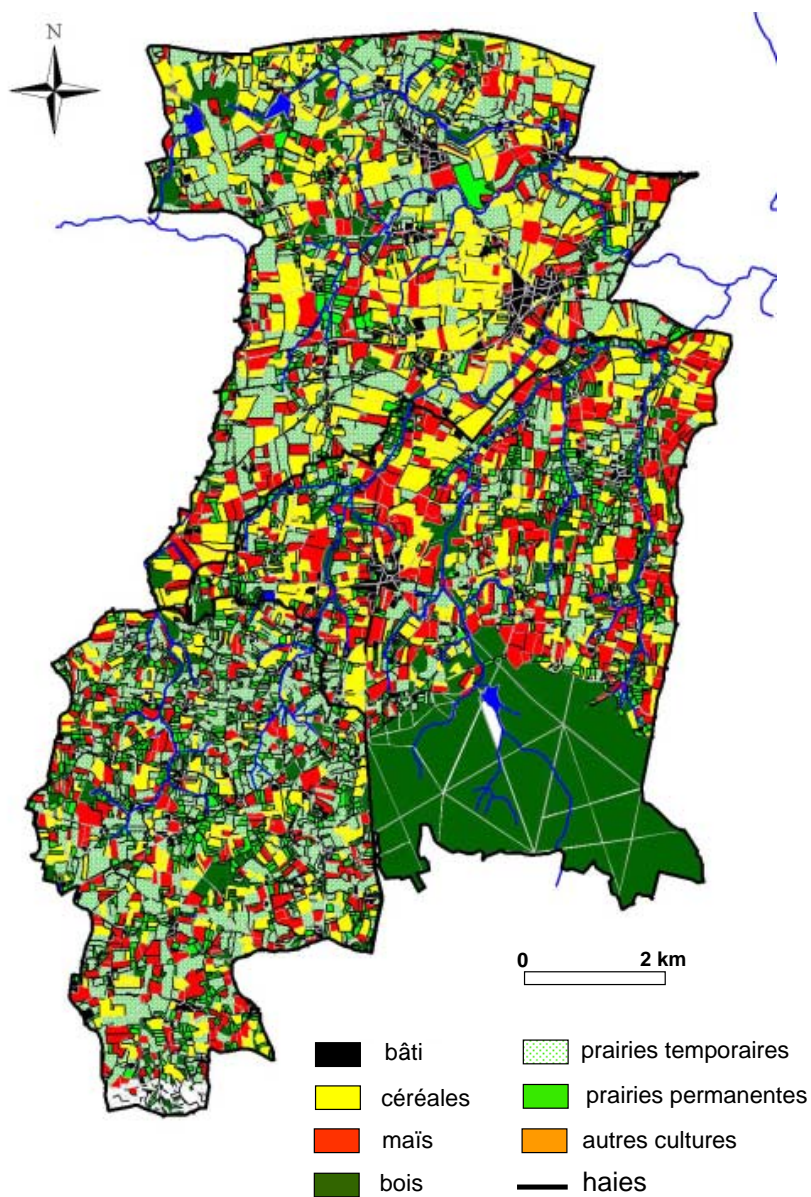 N
0 2 km
bâti
prairies temporaires
céréales
prairies permanentes
maïs
autres cultures
bois
haies